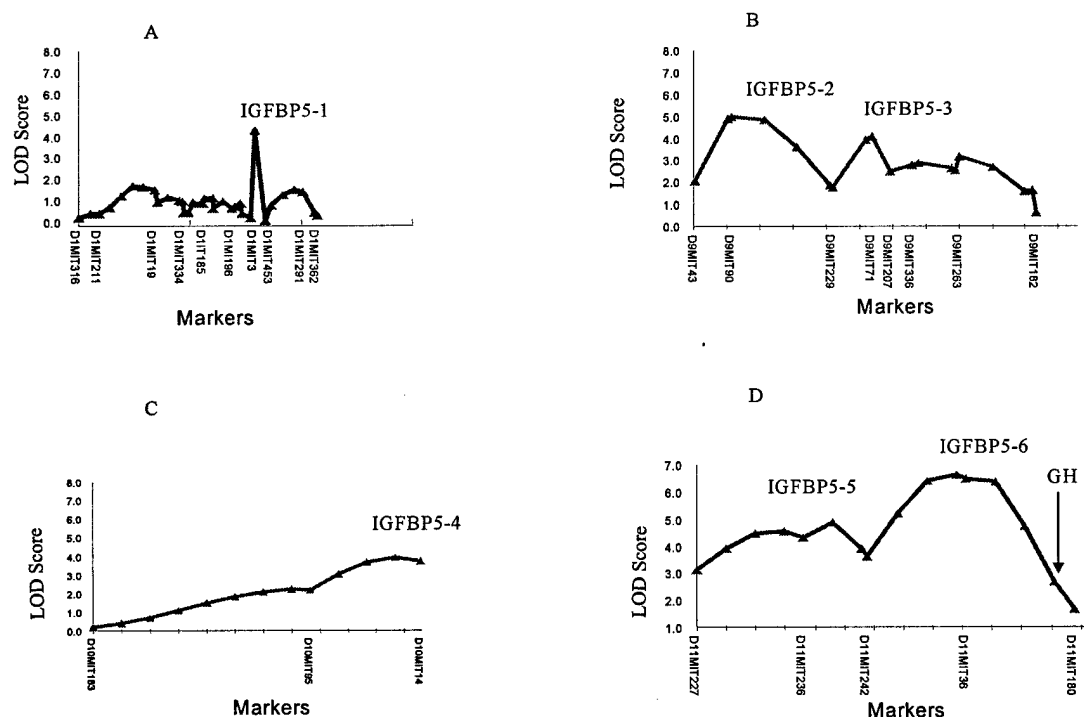 A
8.0
7.0
6.0
5.0
4.0
3.0
2.0
1.0
0.0
LOD Score
IGFBP5-1
D1MIT316
D1MIT211
D1MIT19
D1MIT334
D1IT185
D1MI196
D1MIT3
D1MIT453
D1MIT291
D1MIT362
Markers
B
8.0
7.0
6.0
5.0
4.0
3.0
2.0
1.0
0.0
LOD Score
IGFBP5-2
IGFBP5-3
D9MIT43
D9MIT90
D9MIT229
D9MIT71
D9MIT207
D9MIT336
D9MIT263
D9MIT182
Markers
C
8.0
7.0
6.0
5.0
4.0
3.0
2.0
1.0
0.0
LOD Score
IGFBP5-4
D10MIT183
D10MIT95
D10MIT14
Markers
D
7.0
6.0
5.0
4.0
3.0
2.0
1.0
LOD Score
IGFBP5-5
IGFBP5-6
GH
D11MIT227
D11MIT236
D11MIT242
D11MIT36
D11MIT180
Markers